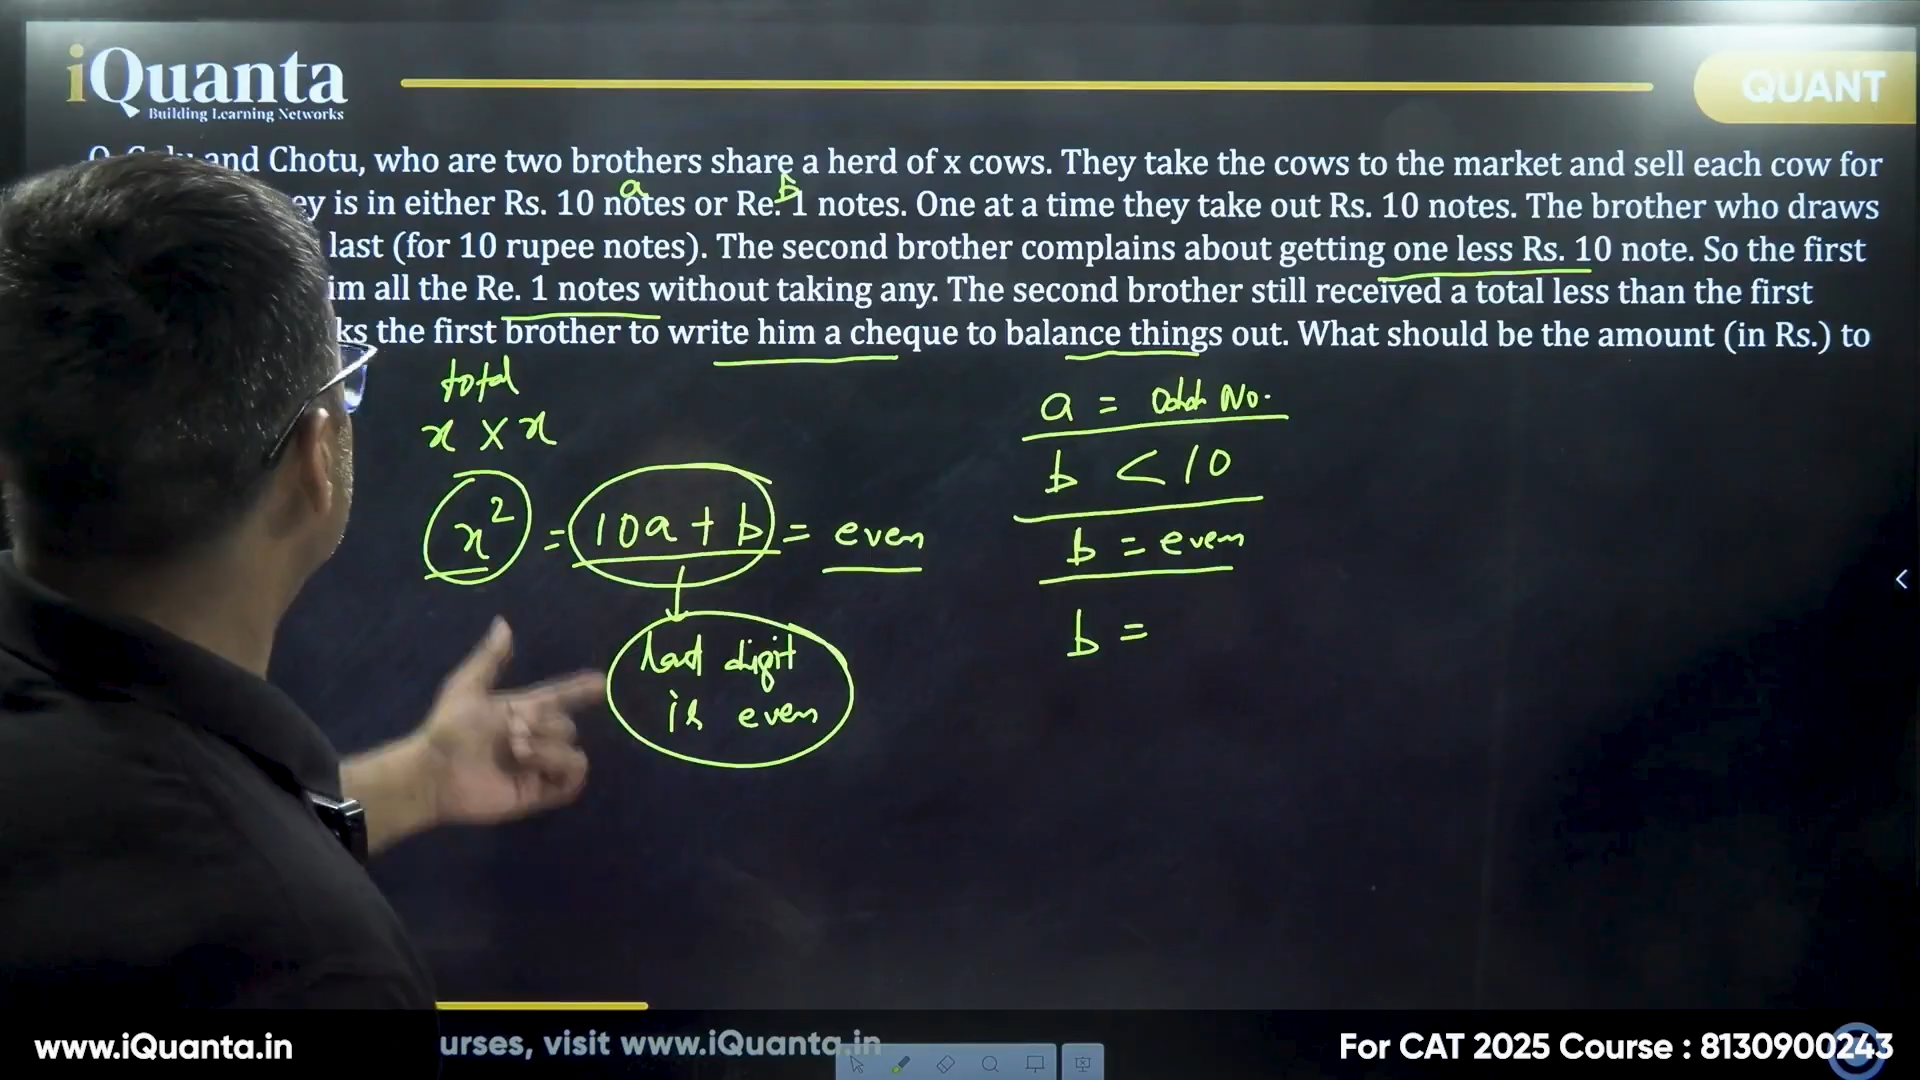 iQuanta
Building Learning Networks
QUANT
and Chotu, who are two brothers share a herd of x cows. They take the cows to the market and sell each cow for
is in either Rs. 10 notes or Re. 1 notes. One at a time they take out Rs. 10 notes. The brother who draws
a
b
last (for 10 rupee notes). The second brother complains about getting one less Rs. 10 note. So the first
all the Re. 1 notes without taking any. The second brother still received a total less than the first
the first brother to write him a cheque to balance things out. What should be the amount (in Rs.) to
total
x × x
x² = 10a + b = even
last digit
is even
a = odd No.
b < 10
b = even
b =
<
www.iQuanta.in
visit www.iQuanta.in
For CAT 2025 Course : 8130900243